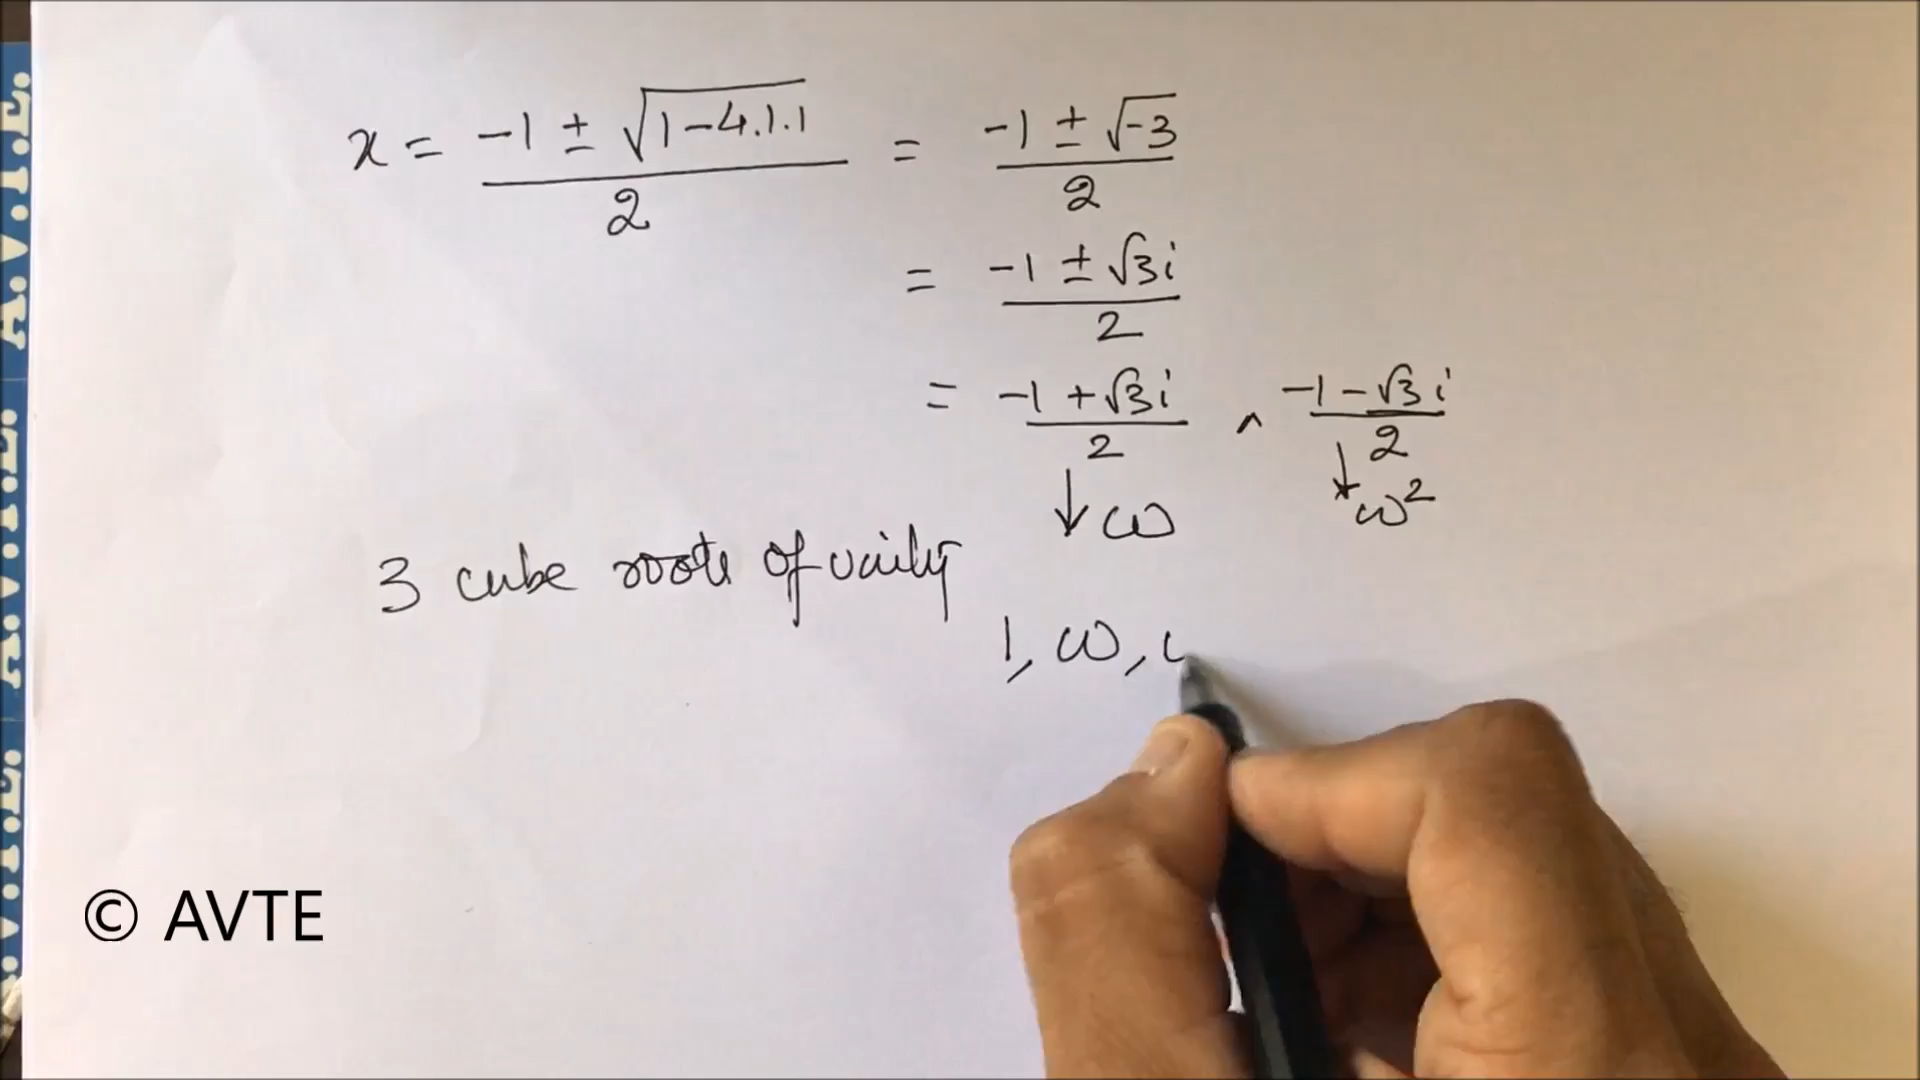 x = -1 ± √1-4.1.1 / 2 = -1 ± √-3 / 2
= -1 ± √3i / 2
= -1 + √3i / 2 ^ -1 - √3i / 2
↓ ω ↓ ω²
3 cube roots of unity
1, ω,
© AVTE
A.V.T.E.
A.V.T.E.